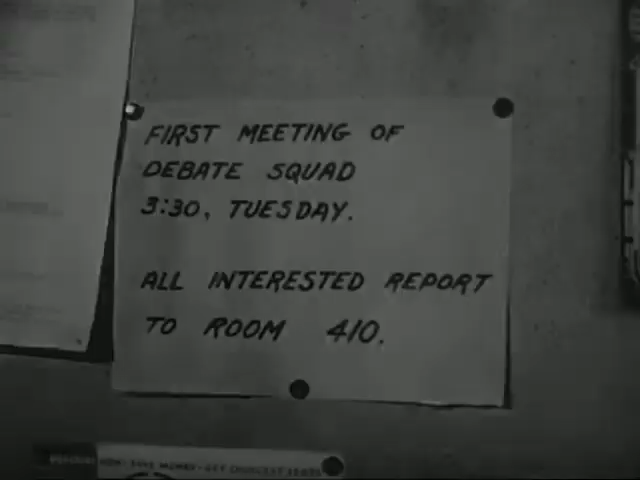 FIRST MEETING OF
DEBATE SQUAD
3:30, TUESDAY.
ALL INTERESTED REPORT
TO ROOM 410.